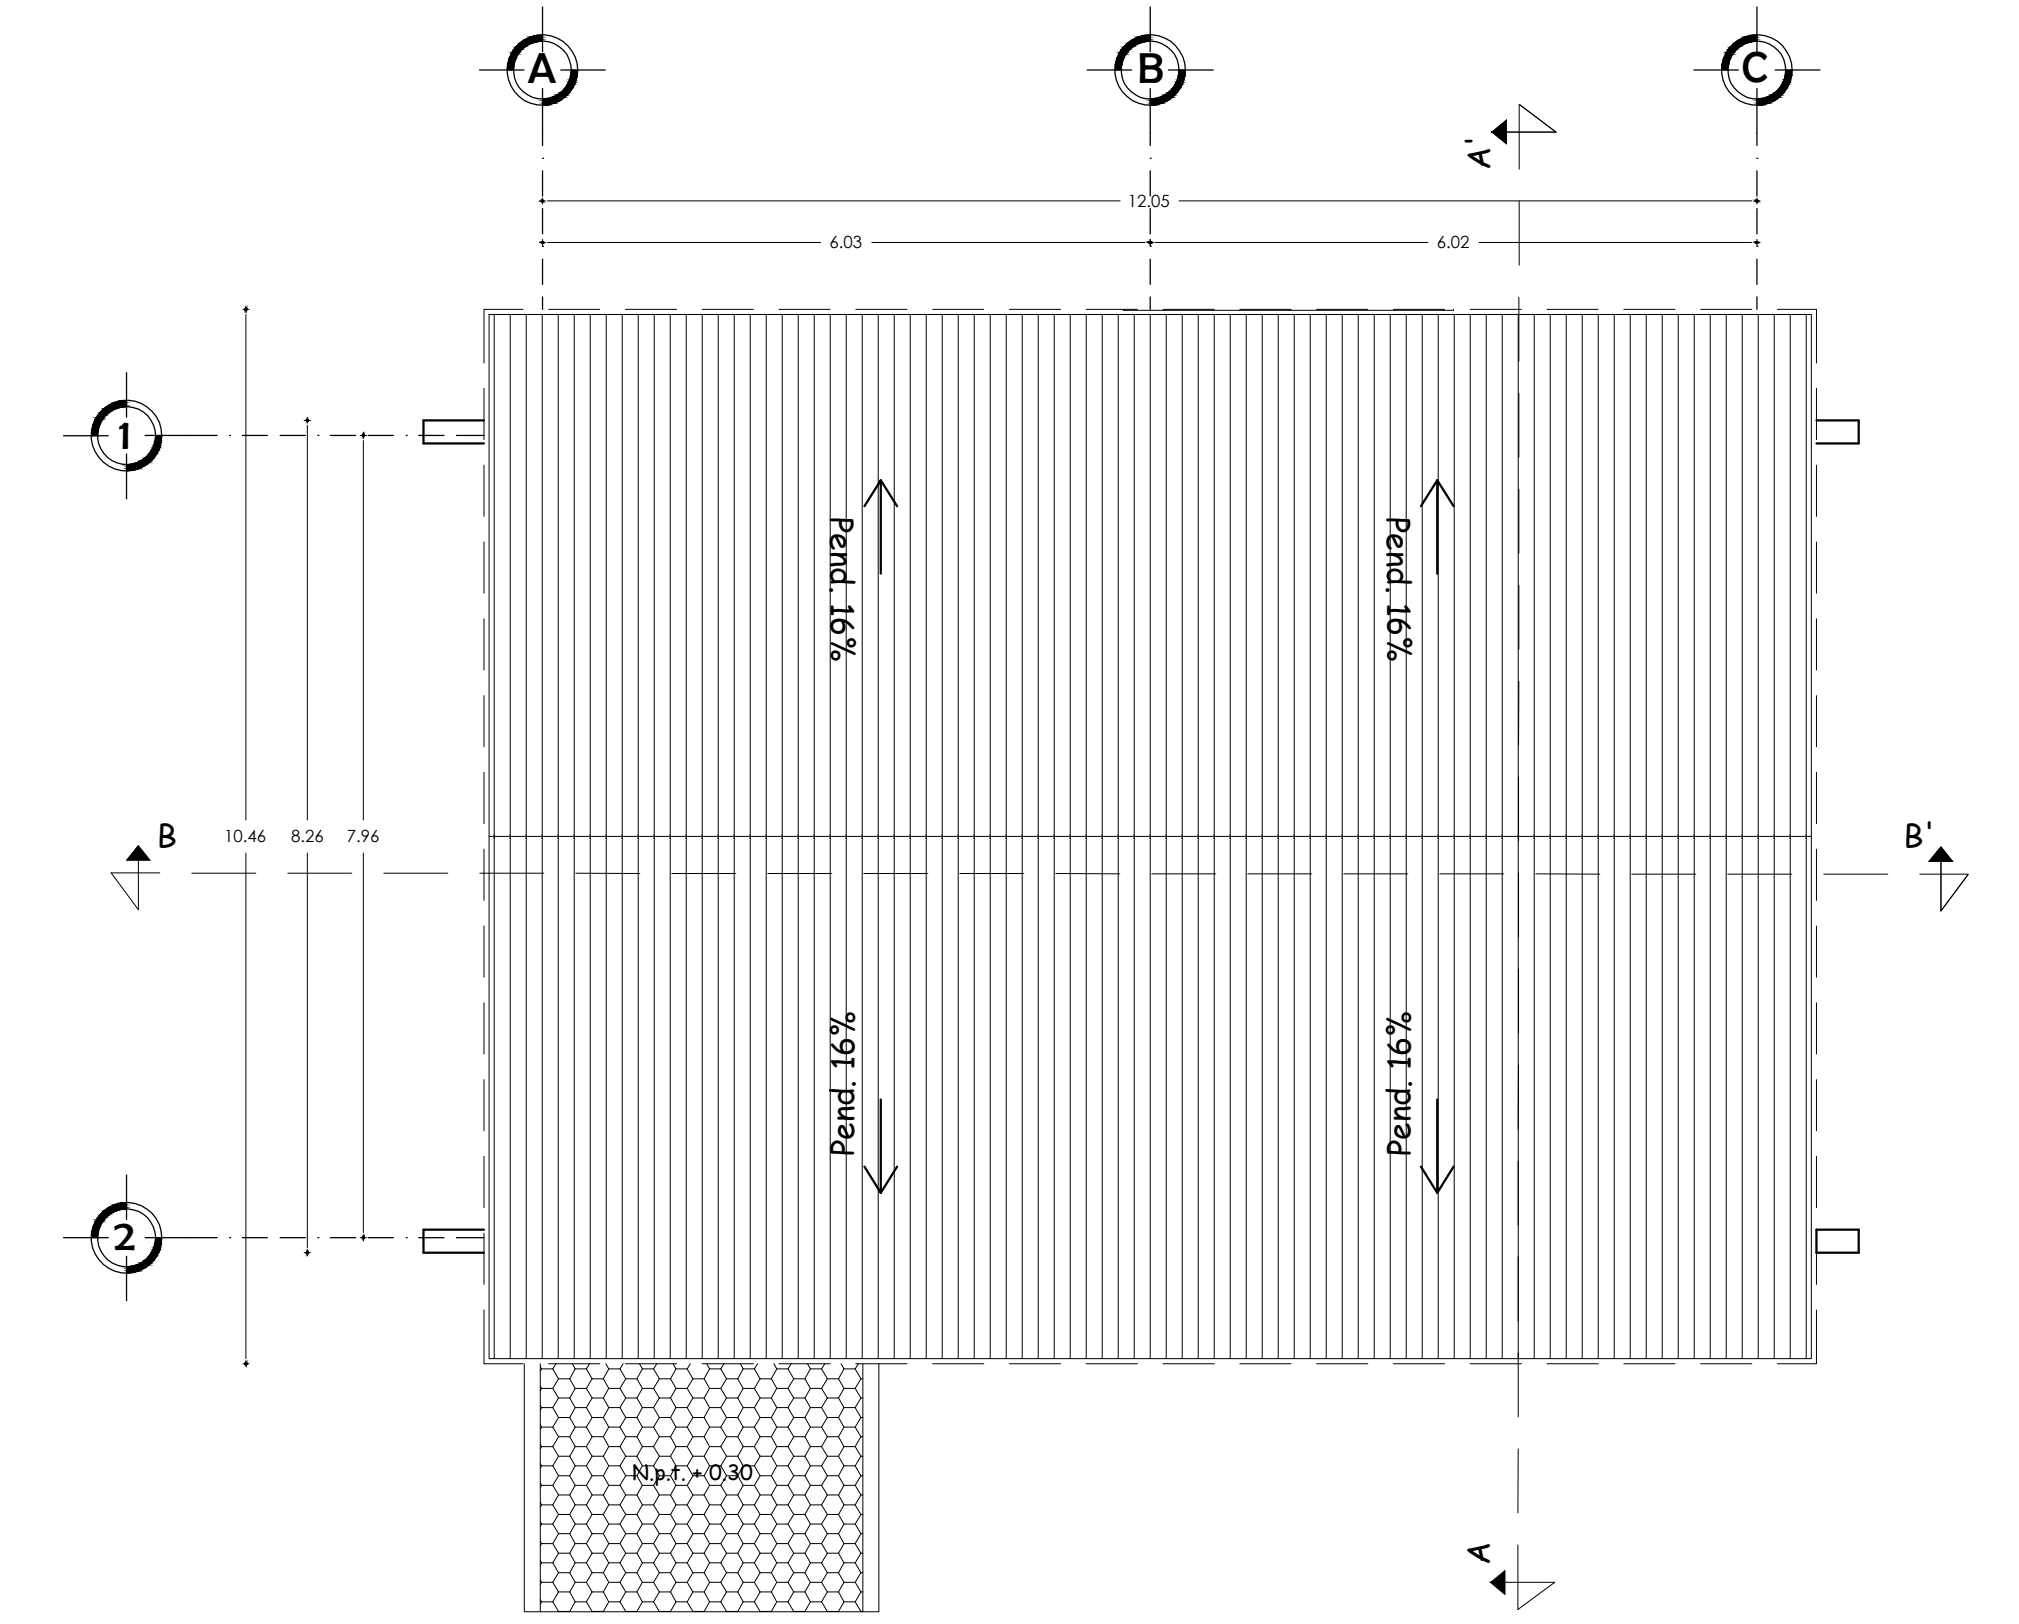 A
B
C
A'
12.05
6.03
6.02
1
Pend. 16%
Pend. 16%
B
10.46
8.26
7.96
B'
Pend. 16%
Pend. 16%
2
N.p.t. + 0.30
A